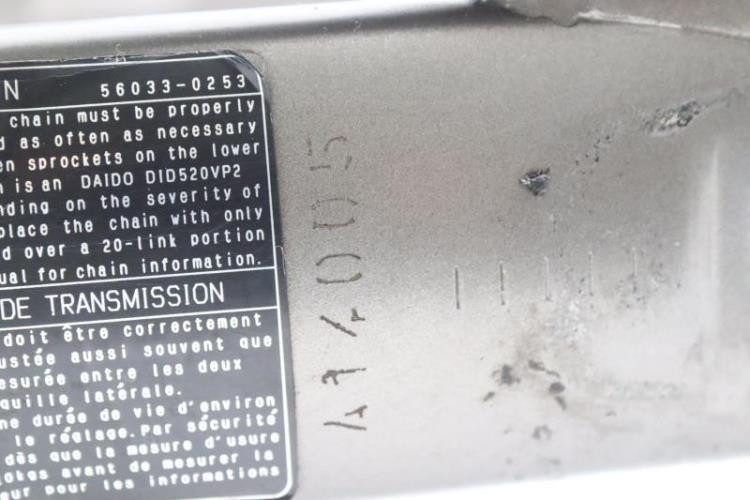 N 56033-0253
chain must be properly
d as often as necessary
en sprockets on the lower
n is an DAIDO DID520VP2
nding on the severity of
place the chain with only
d over a 20-link portion
ual for chain information.
DE TRANSMISSION
doit être correctement
ustée aussi souvent que
esurée entre les deux
quille latérale.
ne durée de vie d'environ
le réglage. Par sécurité
dès que la mesure d'usure
avant de mesurer la
ur pour les informations